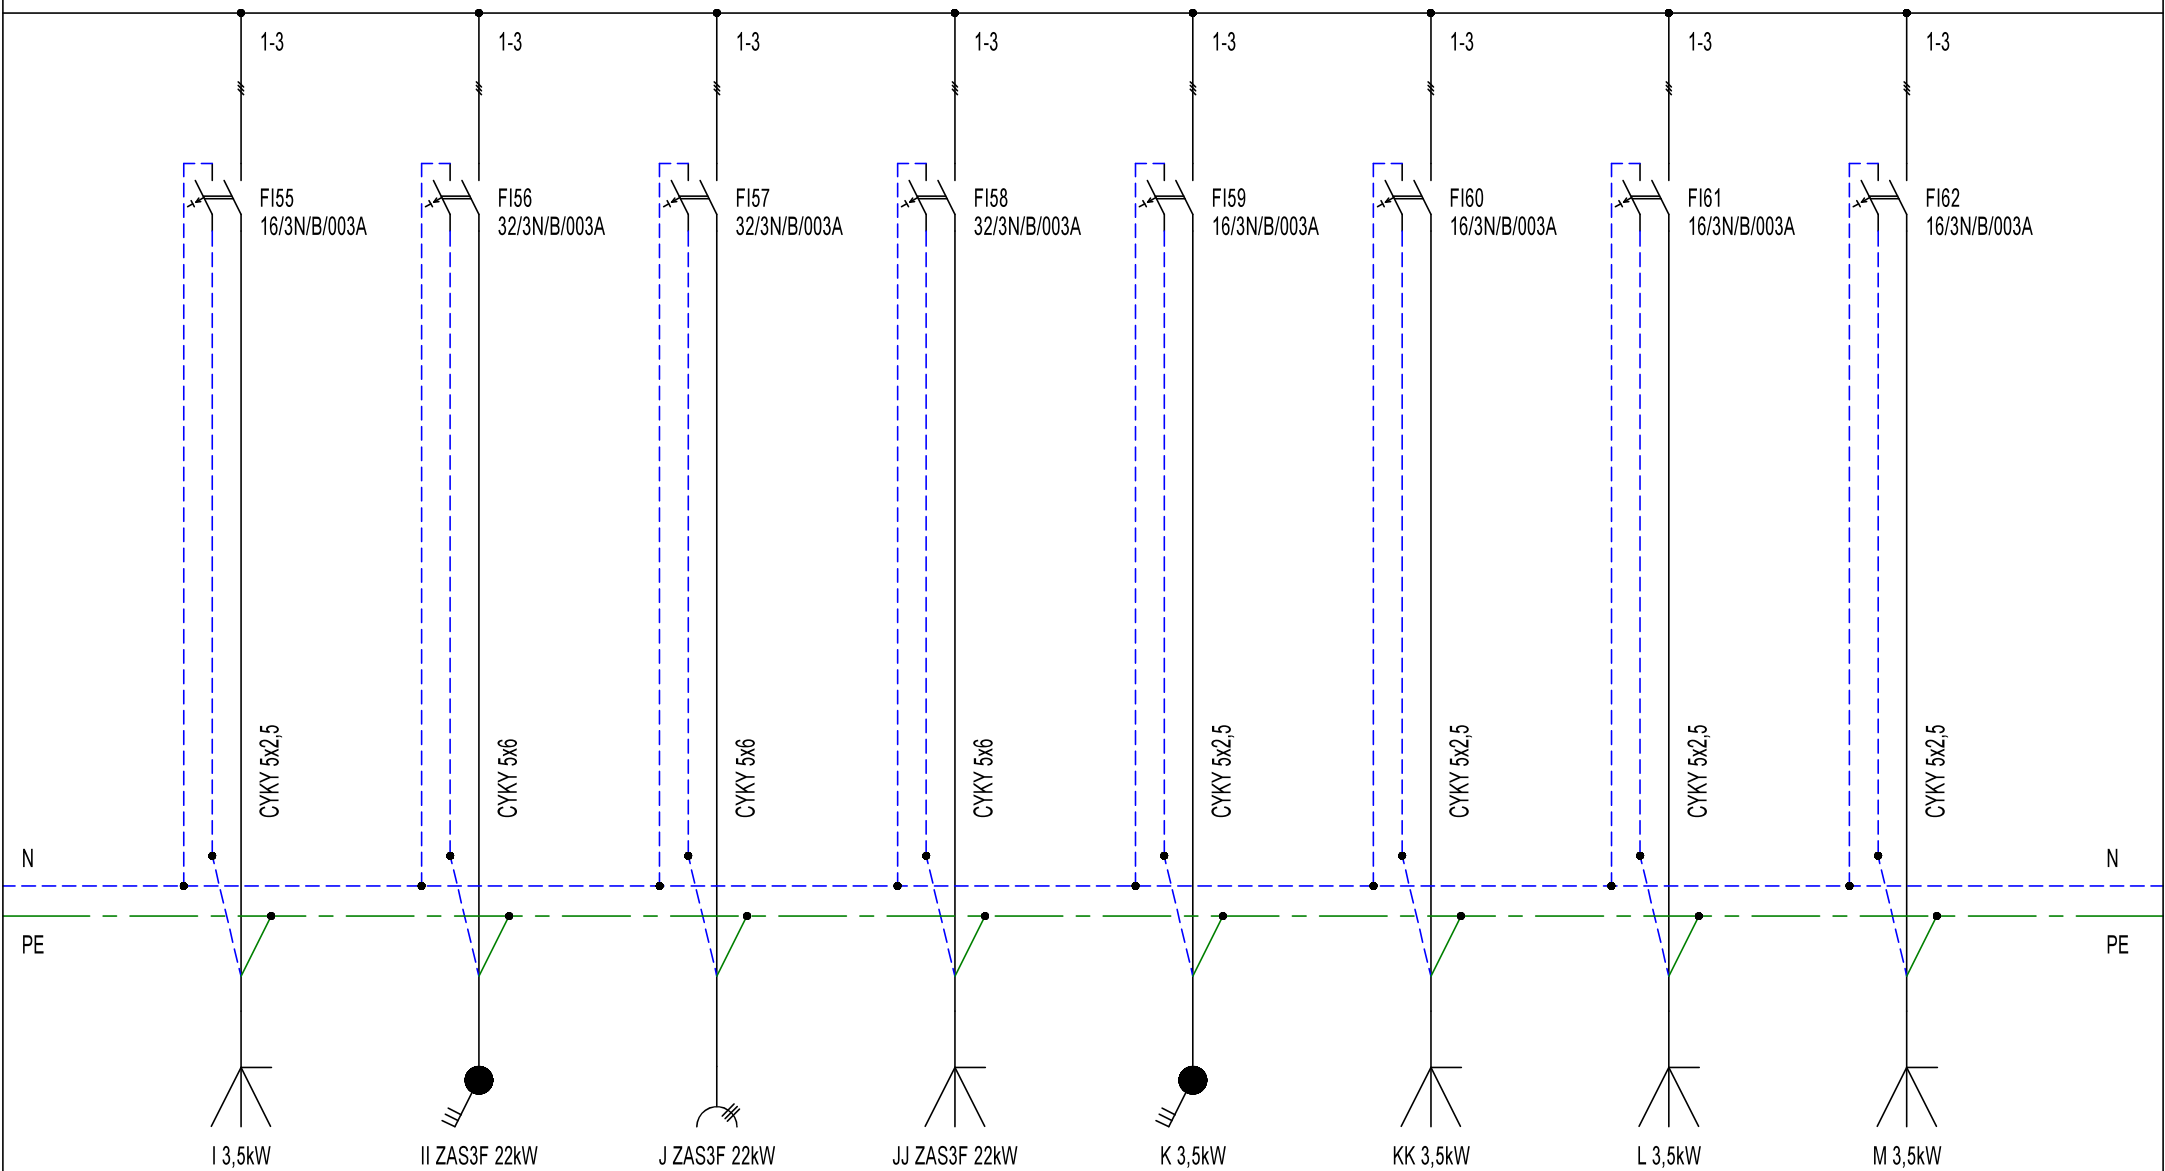 1-3 1-3 1-3 1-3 1-3 1-3 1-3 1-3
FI55 FI56 FI57 FI58 FI59 FI60 FI61 FI62
16/3N/B/003A 32/3N/B/003A 32/3N/B/003A 32/3N/B/003A 16/3N/B/003A 16/3N/B/003A 16/3N/B/003A 16/3N/B/003A
CYKY 5x2,5 CYKY 5x6 CYKY 5x6 CYKY 5x6 CYKY 5x2,5 CYKY 5x2,5 CYKY 5x2,5 CYKY 5x2,5
N N
PE PE
I 3,5kW II ZAS3F 22kW J ZAS3F 22kW JJ ZAS3F 22kW K 3,5kW KK 3,5kW L 3,5kW M 3,5kW